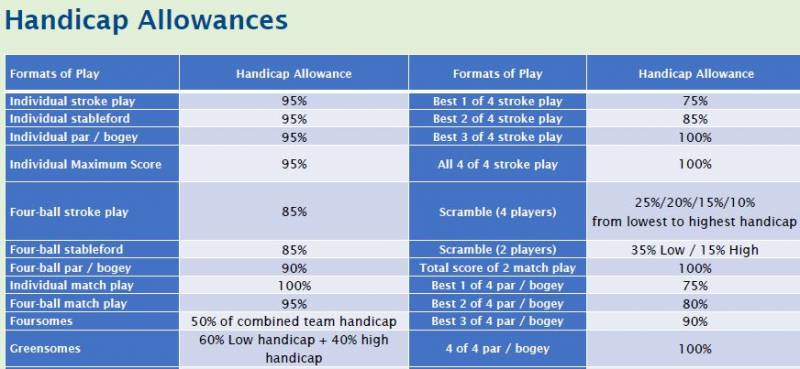 Handicap Allowances
Formats of Play Handicap Allowance Formats of Play Handicap Allowance
Individual stroke play 95% Best 1 of 4 stroke play 75%
Individual stableford 95% Best 2 of 4 stroke play 85%
Individual par / bogey 95% Best 3 of 4 stroke play 100%
Individual Maximum Score 95% All 4 of 4 stroke play 100%
Four-ball stroke play 85% Scramble (4 players) 25%/20%/15%/10%
from lowest to highest handicap
Four-ball stableford 85% Scramble (2 players) 35% Low / 15% High
Four-ball par / bogey 90% Total score of 2 match play 100%
Individual match play 100% Best 1 of 4 par / bogey 75%
Four-ball match play 95% Best 2 of 4 par / bogey 80%
Foursomes 50% of combined team handicap Best 3 of 4 par / bogey 90%
Greensomes 60% Low handicap + 40% high
handicap 4 of 4 par / bogey 100%